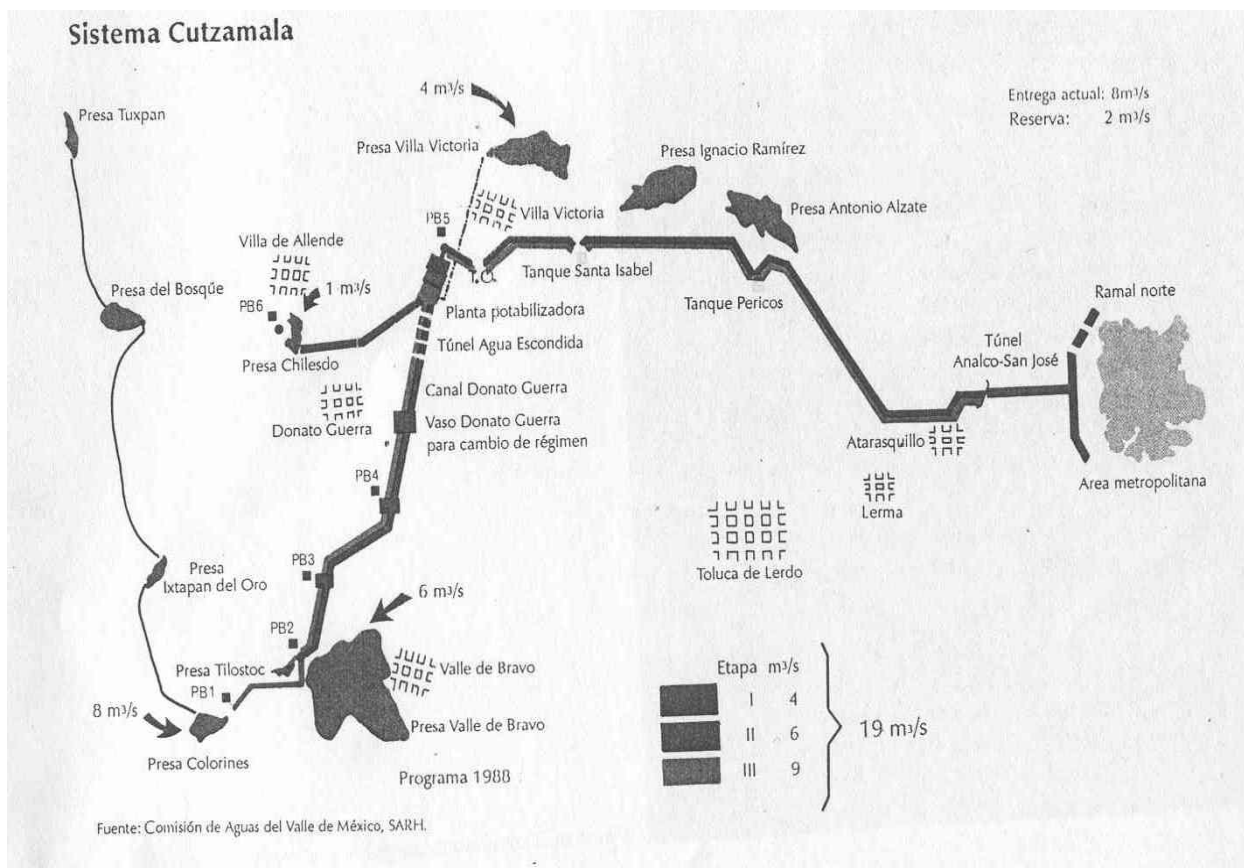 Sistema Cutzamala
Presa Tuxpan
4 m³/s
Presa Villa Victoria
Entrega actual: 8m³/s
Reserva: 2 m³/s
Presa Ignacio Ramírez
Presa Antonio Alzate
Villa Victoria
PB5
Villa de Allende
1 m³/s
PB6
Presa del Bosque
Presa Chilesdo
T.O.
Tanque Santa Isabel
Tanque Pericos
Planta potabilizadora
Túnel Agua Escondida
Canal Donato Guerra
Donato Guerra
Vaso Donato Guerra
para cambio de régimen
Ramal norte
Túnel
Analco-San José
Atarasquillo
Area metropolitana
Lerma
Toluca de Lerdo
PB4
PB3
Presa
Ixtapan del Oro
6 m³/s
PB2
Presa Tilostoc
PB1
8 m³/s
Presa Colorines
Valle de Bravo
Presa Valle de Bravo
Programa 1988
Etapa m³/s
I 4
II 6
III 9
19 m³/s
Fuente: Comisión de Aguas del Valle de México, SARH.